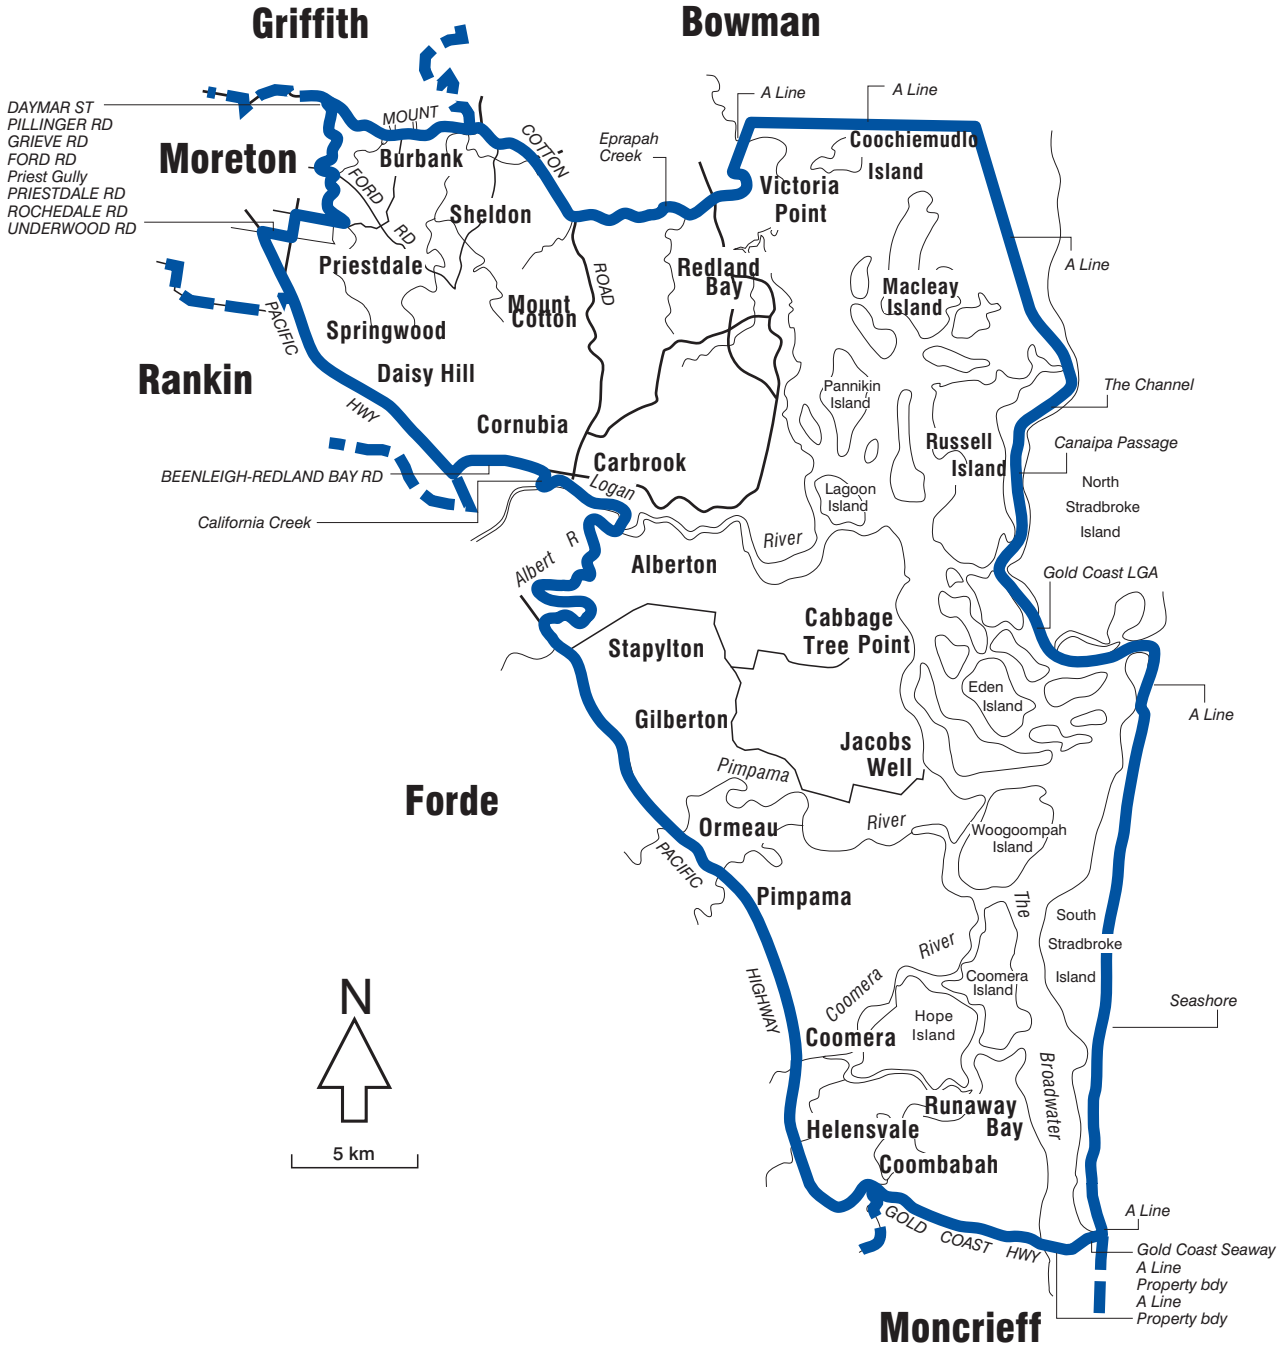 Griffith
Bowman
DAYMAR ST
PILLINGER RD
GRIEVE RD
FORD RD
Priest Gully
PRIESTDALE RD
ROCHEDALE RD
UNDERWOOD RD
Moreton
MOUNT
COTTON
ROAD
Burbank
FORD
RD
Sheldon
Eprapah
Creek
A Line
A Line
Coochiemudlo
Island
Victoria
Point
Priestdale
Mount
Cotton
Redland
Bay
Macleay
Island
A Line
Springwood
PACIFIC
HWY
Rankin
Daisy Hill
Pannikin
Island
The Channel
Cornubia
Russell
Island
Canaipa Passage
Carbrook
BEENLEIGH-REDLAND BAY RD
Logan
River
Lagoon
Island
North
Stradbroke
Island
California Creek
Albert
R
Alberton
Gold Coast LGA
Cabbage
Tree Point
Stapylton
Eden
Island
A Line
Gilberton
Jacobs
Well
Pimpama
River
Forde
Ormeau
Woogoompah
Island
PACIFIC
HIGHWAY
Pimpama
The
Broadwater
South
Stradbroke
Island
Coomera
River
Coomera
Island
N
Hope
Island
Seashore
Coomera
Runaway
Bay
Helensvale
5 km
Coombabah
GOLD
COAST
HWY
A Line
Gold Coast Seaway
A Line
Property bdy
A Line
Property bdy
Moncrieff